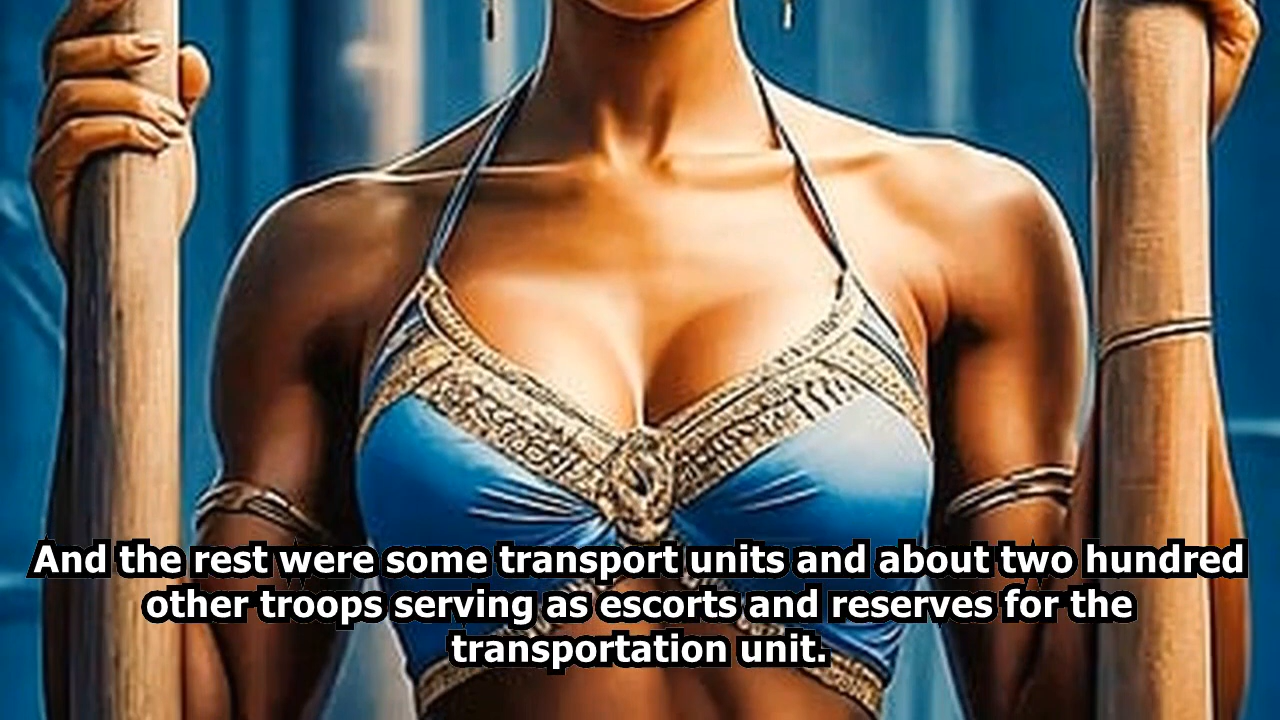 And the rest were some transport units and about two hundred
other troops serving as escorts and reserves for the
transportation unit.